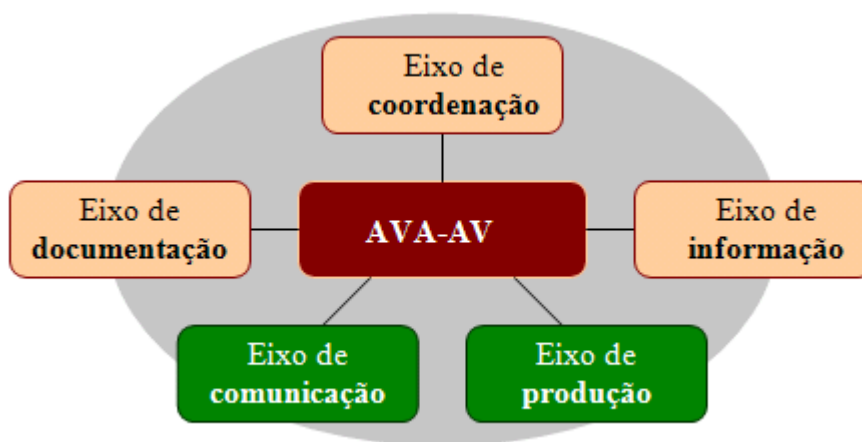 Eixo de
coordenação
Eixo de
documentação
AVA-AV
Eixo de
informação
Eixo de
comunicação
Eixo de
produção